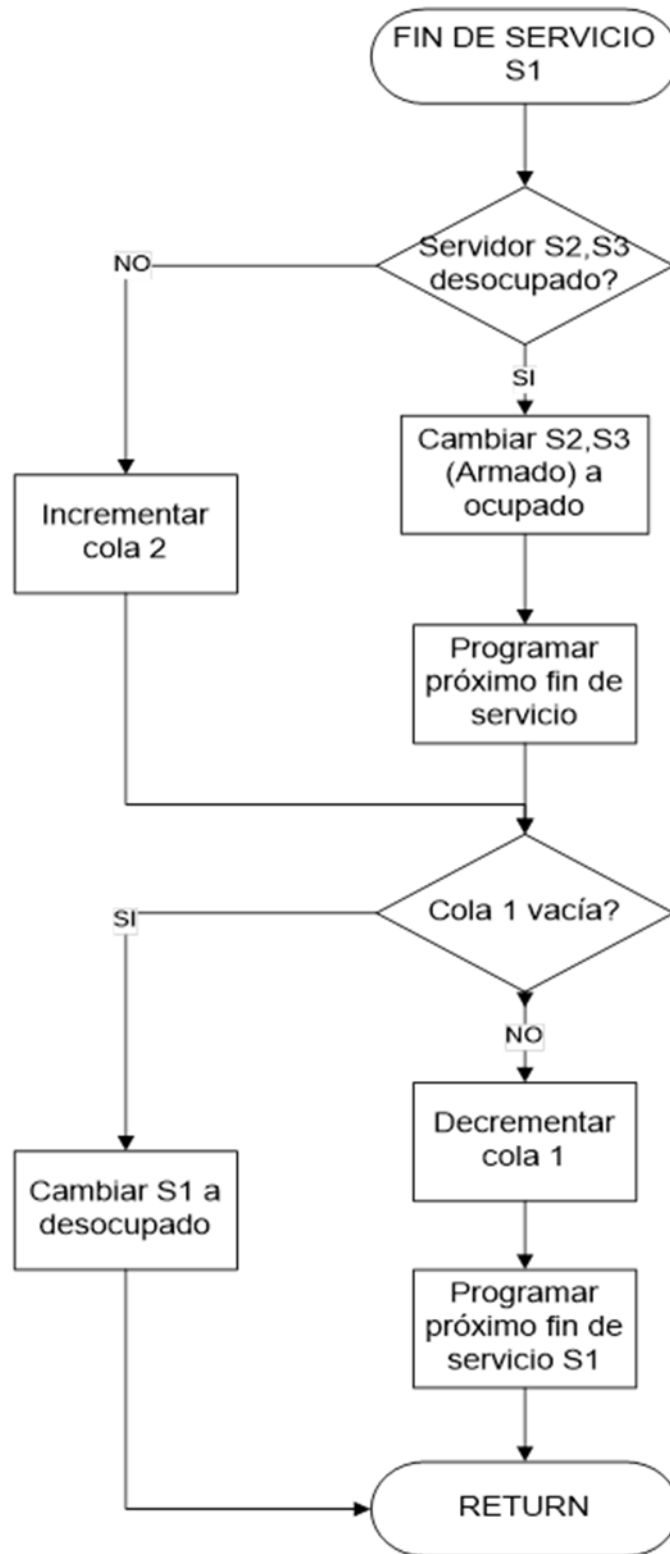 FIN DE SERVICIO
S1
Servidor S2,S3
desocupado?
NO
SI
Cambiar S2,S3
(Armado) a
ocupado
Incrementar
cola 2
Programar
próximo fin de
servicio
Cola 1 vacía?
SI
NO
Decrementar
cola 1
Cambiar S1 a
desocupado
Programar
próximo fin de
servicio S1
RETURN